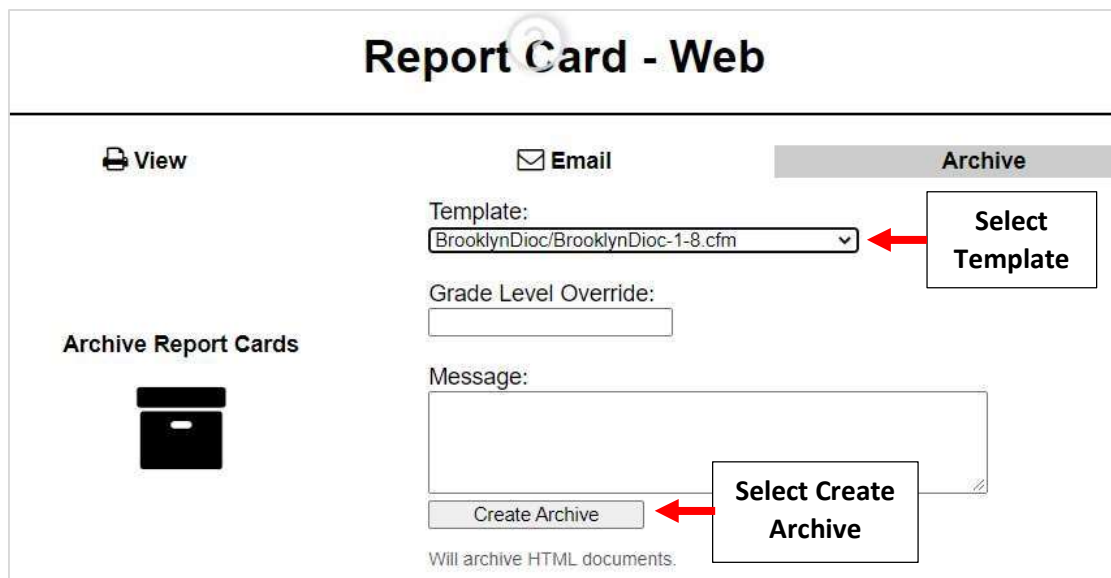 Report Card - Web
View
Email
Archive
Template:
BrooklynDioc/BrooklynDioc-1-8.cfm
Select
Template
Grade Level Override:
Archive Report Cards
Message:
Select Create
Archive
Create Archive
Will archive HTML documents.